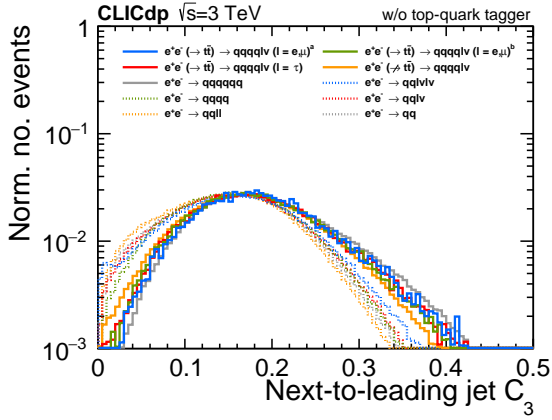 CLICdp √s=3 TeV w/o top-quark tagger
e⁺e⁻ (→ tt̄) → qqqqlν (l = e,μ)ᵃ e⁺e⁻ (→ tt̄) → qqqqlν (l = e,μ)ᵇ
e⁺e⁻ (→ tt̄) → qqqqlν (l = τ) e⁺e⁻ (↛ tt̄) → qqqqlν
e⁺e⁻ → qqqqqq e⁺e⁻ → qqlνlν
e⁺e⁻ → qqqq e⁺e⁻ → qqlν
e⁺e⁻ → qqll e⁺e⁻ → qq
Norm. no. events
1
10⁻¹
10⁻²
10⁻³
0 0.1 0.2 0.3 0.4 0.5
Next-to-leading jet C₃